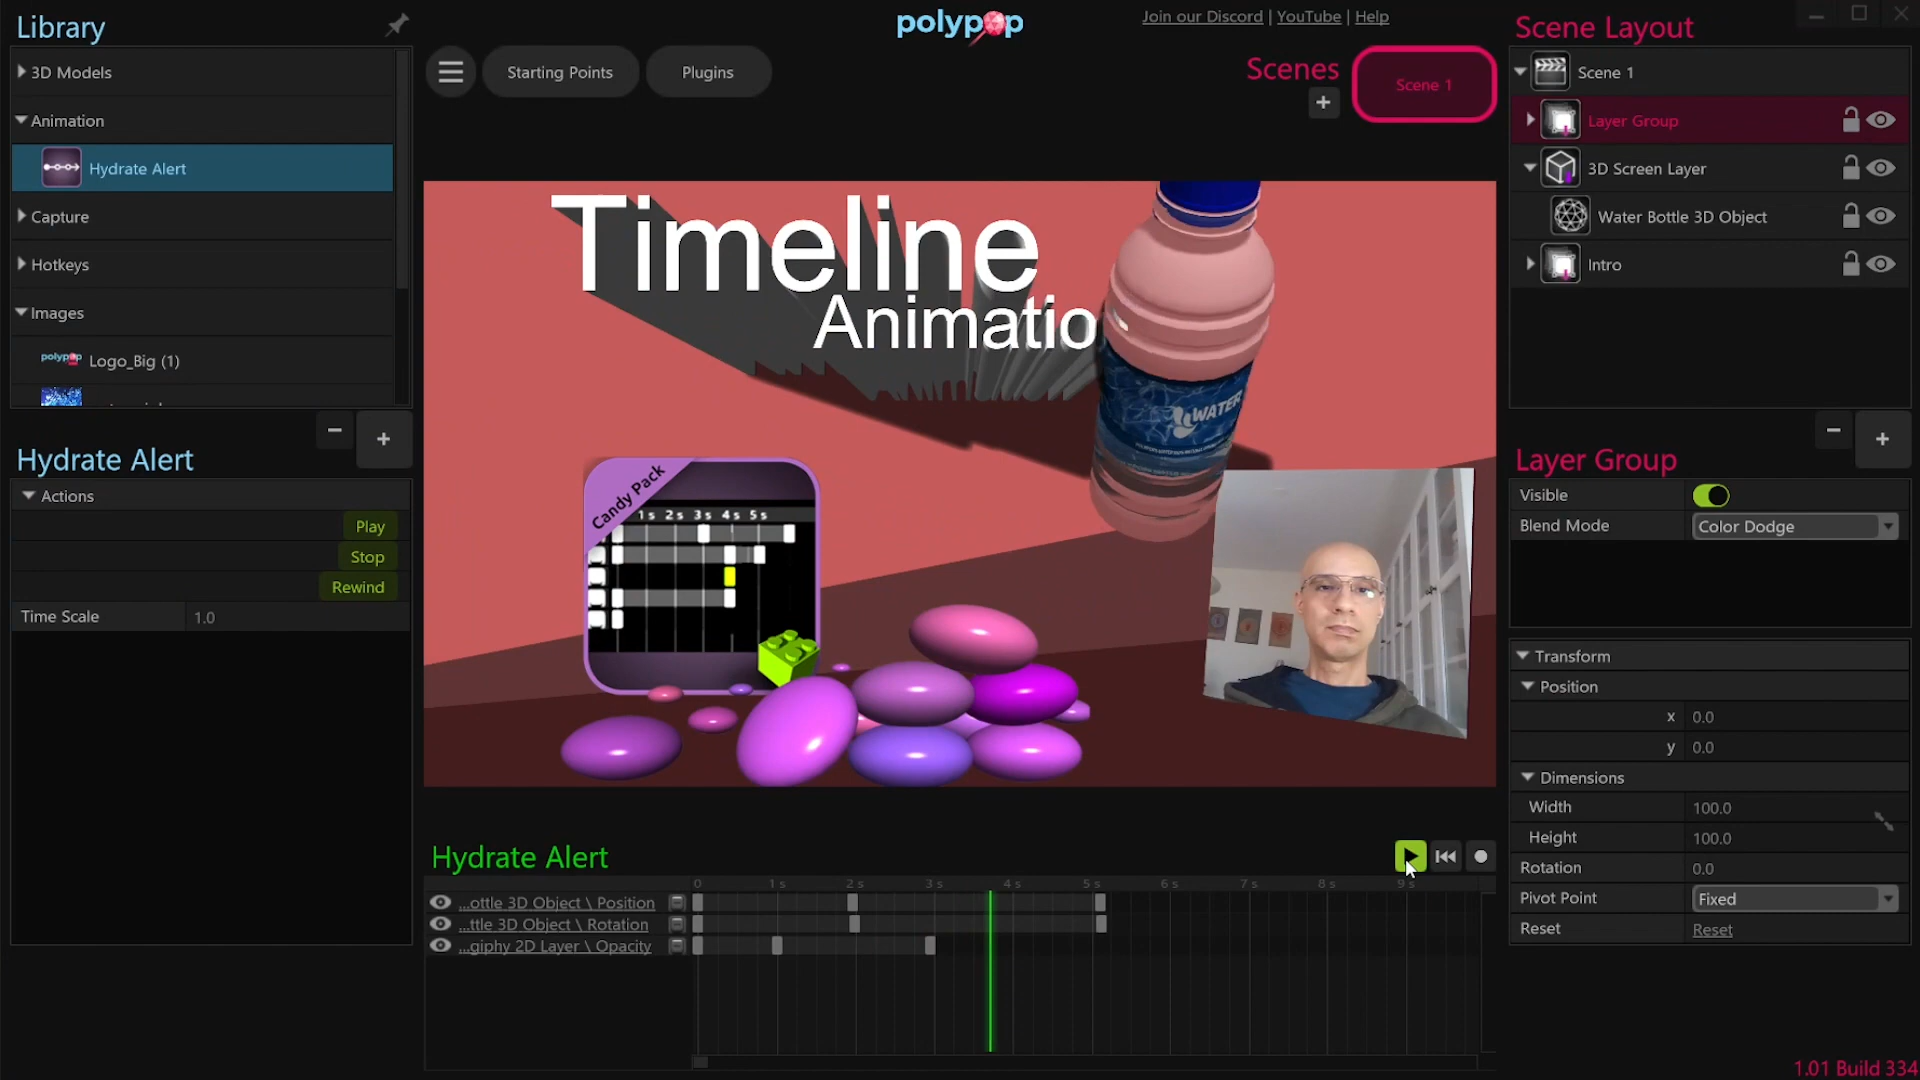 Library
polypop
Join our Discord | YouTube | Help
Scene Layout
3D Models
Starting Points
Plugins
Scenes
+
Scene 1
Scene 1
Animation
Layer Group
Hydrate Alert
3D Screen Layer
Capture
Water Bottle 3D Object
Hotkeys
Intro
Images
polypop
Logo_Big (1)
Timeline
Animatio
WATER
Candy Pack
1s 2s 3s 4s 5s
− +
− +
Hydrate Alert
Actions
Play
Stop
Rewind
Time Scale 1.0
Layer Group
Visible
Blend Mode Color Dodge
Transform
Position
x 0.0
y 0.0
Dimensions
Width 100.0
Height 100.0
Rotation 0.0
Pivot Point Fixed
Reset Reset
Hydrate Alert
0 1s 2s 3s 4s 5s 6s 7s 8s 9s
...ottle 3D Object \ Position
...ttle 3D Object \ Rotation
...giphy 2D Layer \ Opacity
1.01 Build 334